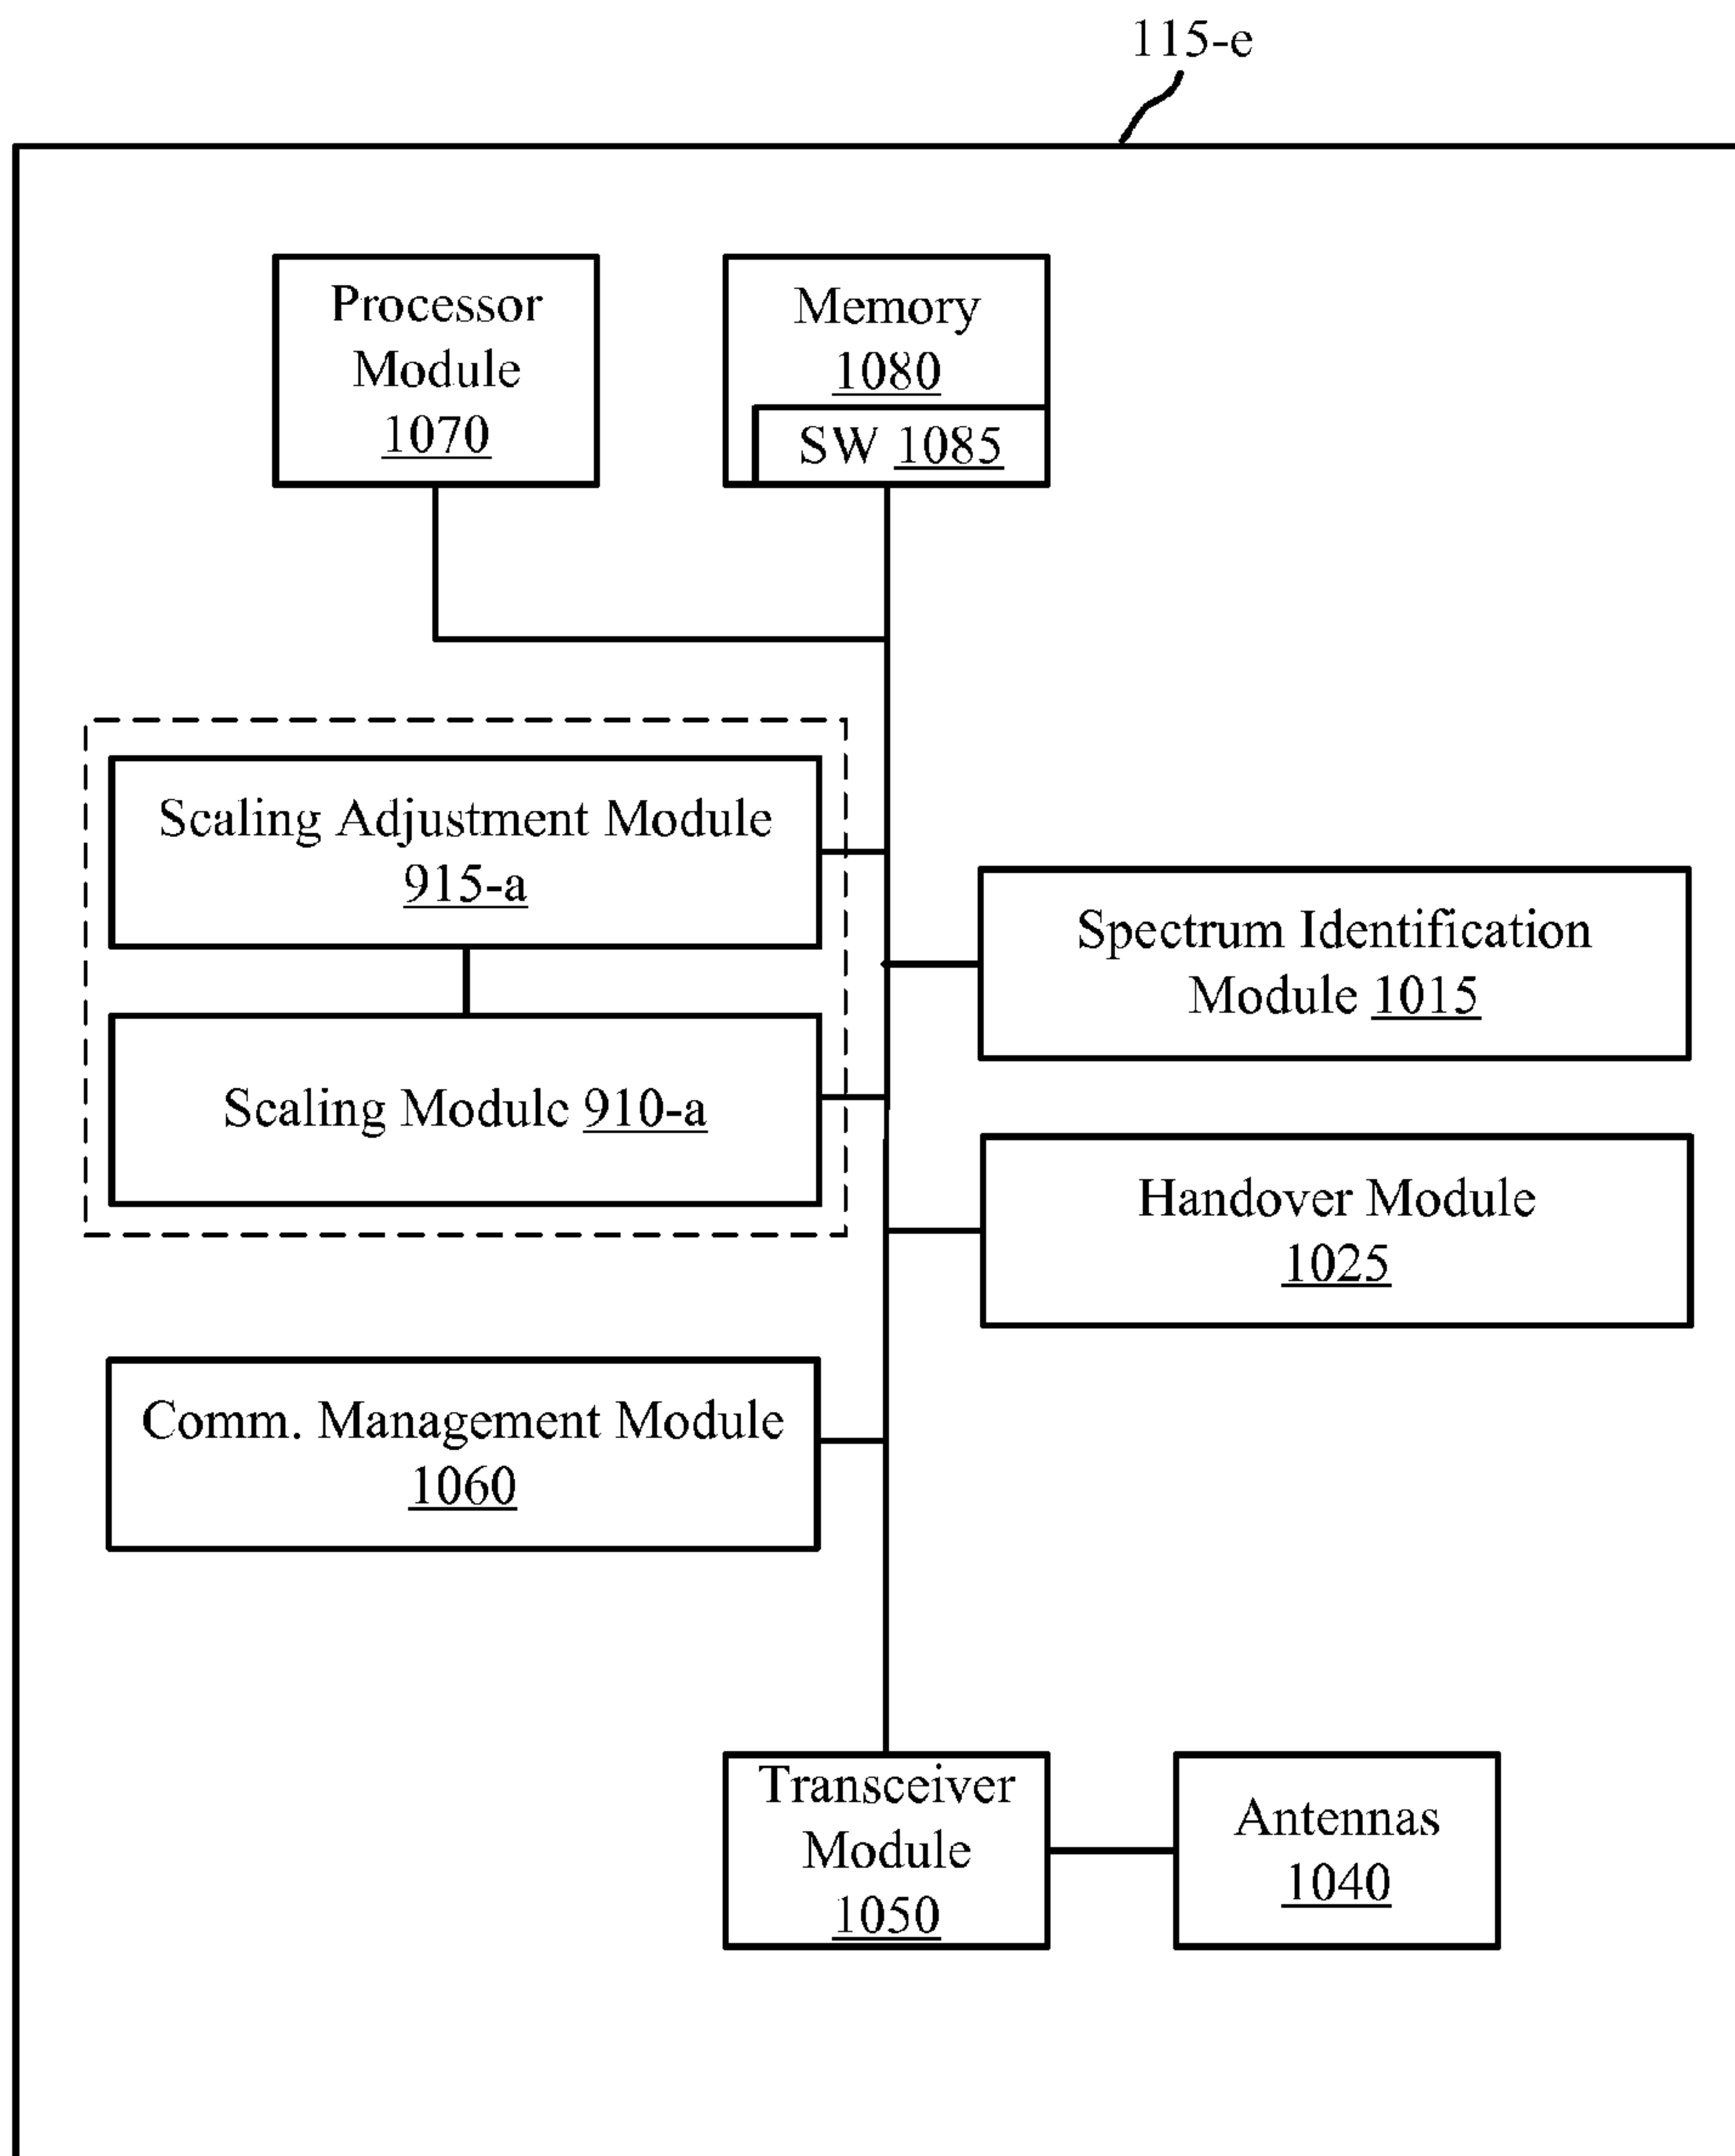 115-e
Processor
Module
1070
Memory
1080
SW 1085
Scaling Adjustment Module
915-a
Scaling Module 910-a
Spectrum Identification
Module 1015
Handover Module
1025
Comm. Management Module
1060
Transceiver
Module
1050
Antennas
1040